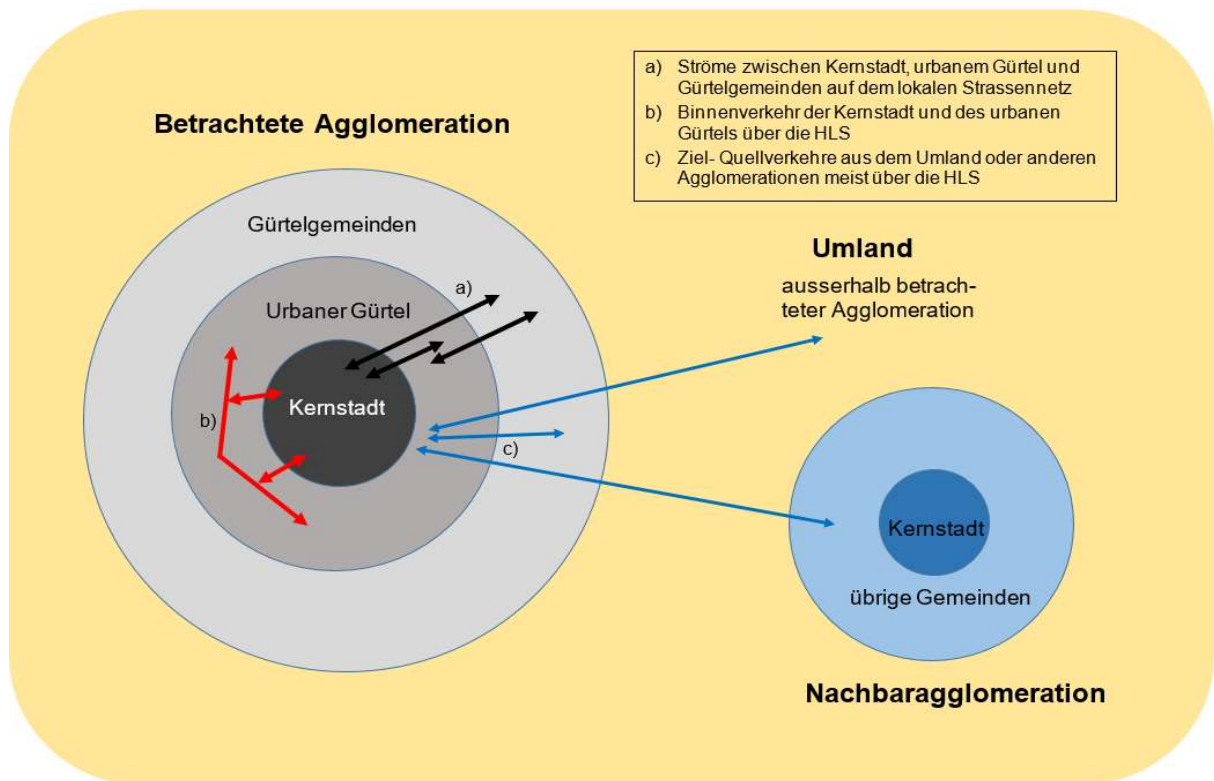 a) Ströme zwischen Kernstadt, urbanem Gürtel und
Gürtelgemeinden auf dem lokalen Strassennetz
b) Binnenverkehr der Kernstadt und des urbanen
Gürtels über die HLS
c) Ziel- Quellverkehre aus dem Umland oder anderen
Agglomerationen meist über die HLS
Betrachtete Agglomeration
Gürtelgemeinden
Umland
ausserhalb betrach-
teter Agglomeration
a)
Urbaner Gürtel
Kernstadt
b)
c)
Kernstadt
übrige Gemeinden
Nachbaragglomeration